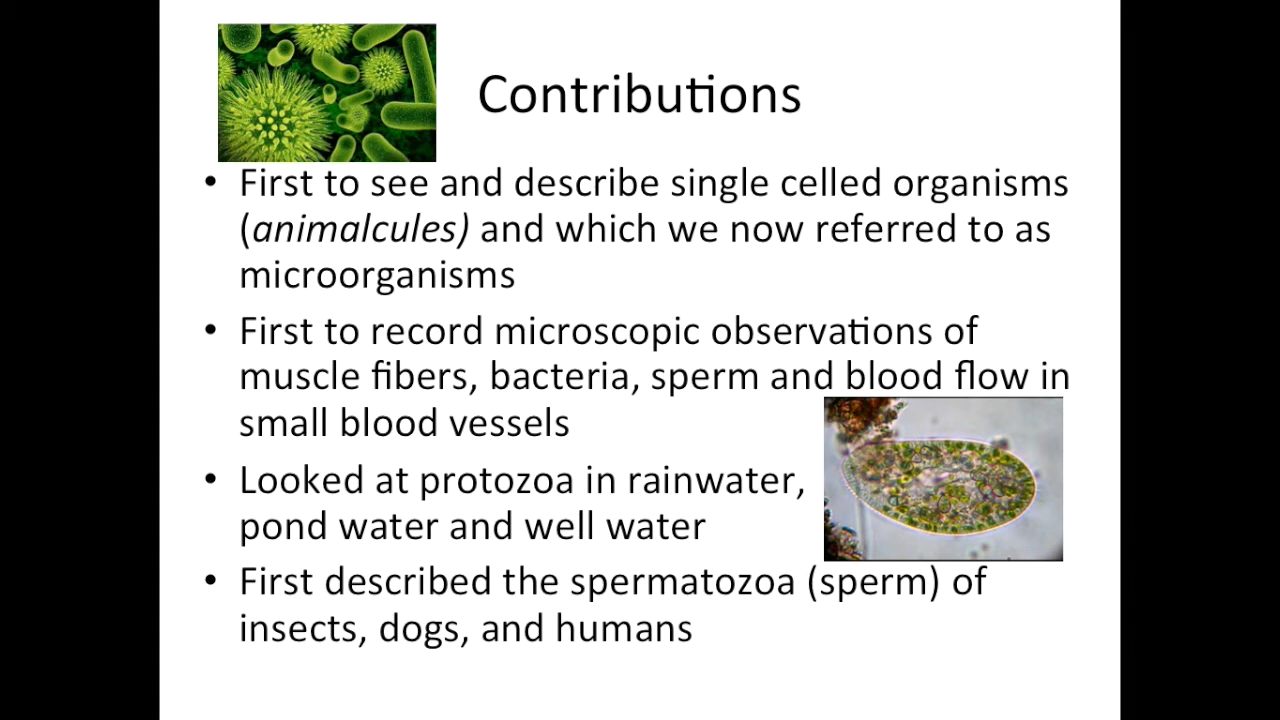 Contributions
• First to see and describe single celled organisms
(animalcules) and which we now referred to as
microorganisms
• First to record microscopic observations of
muscle fibers, bacteria, sperm and blood flow in
small blood vessels
• Looked at protozoa in rainwater,
pond water and well water
• First described the spermatozoa (sperm) of
insects, dogs, and humans